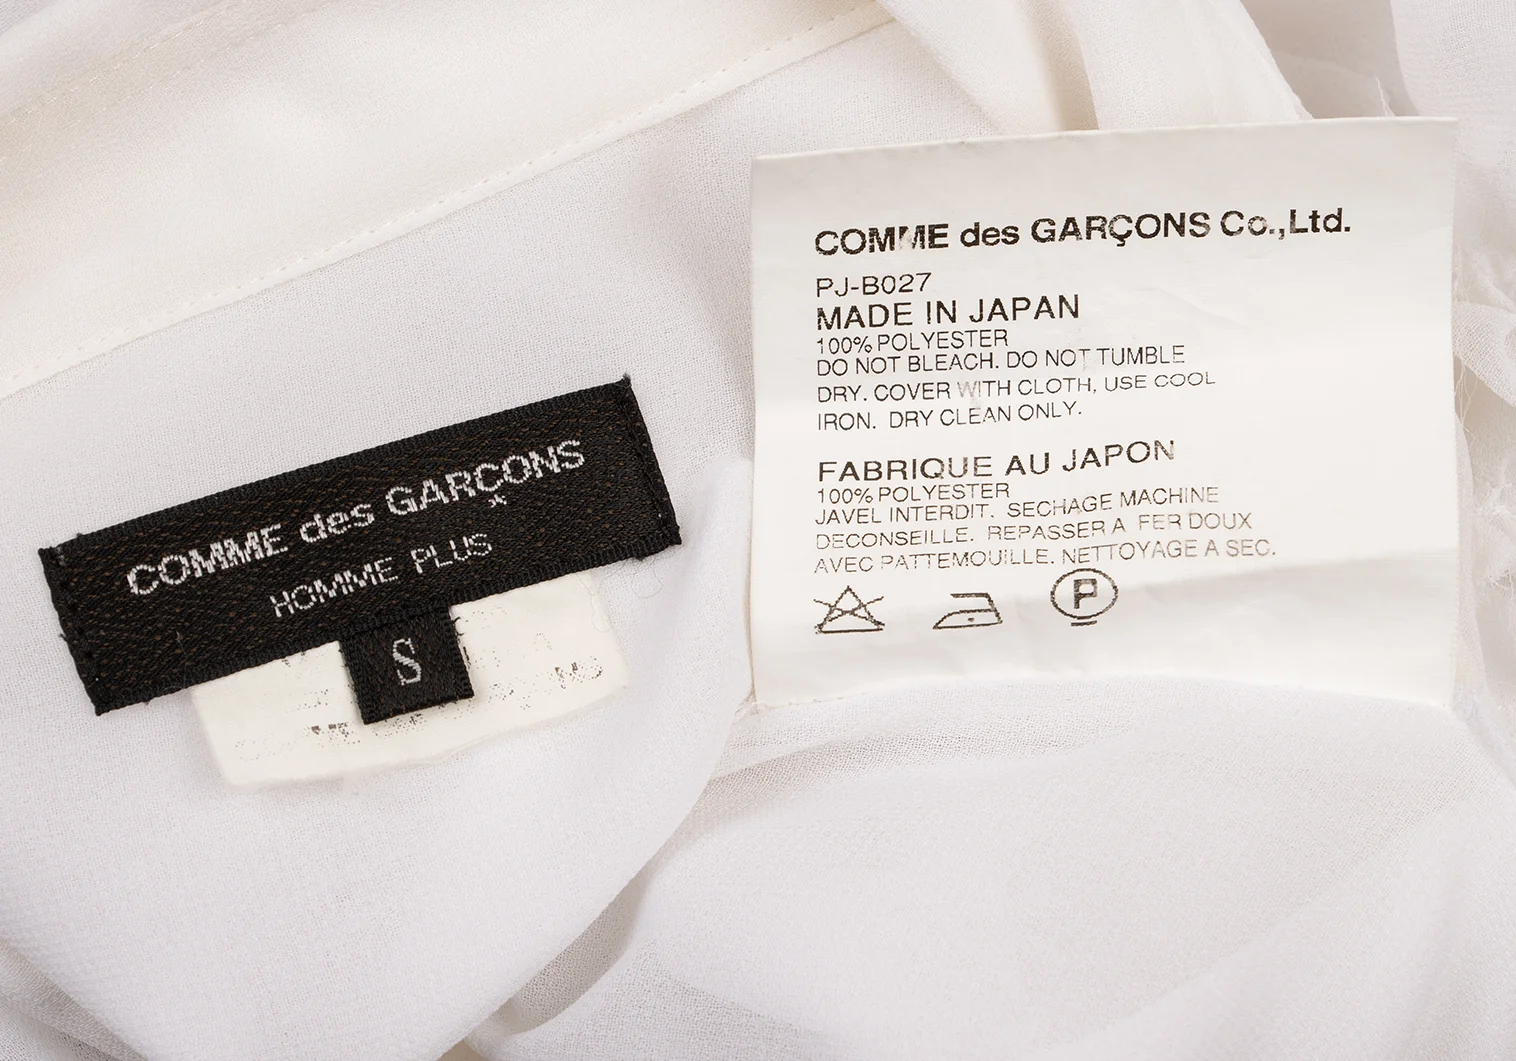 COMME des GARÇONS
HOMME PLUS
S
COMME des GARÇONS Co.,Ltd.
PJ-B027
MADE IN JAPAN
100% POLYESTER
DO NOT BLEACH. DO NOT TUMBLE
DRY. COVER WITH CLOTH, USE COOL
IRON. DRY CLEAN ONLY.
FABRIQUE AU JAPON
100% POLYESTER
JAVEL INTERDIT. SECHAGE MACHINE
DECONSEILLE. REPASSER A FER DOUX
AVEC PATTEMOUILLE. NETTOYAGE A SEC.
P